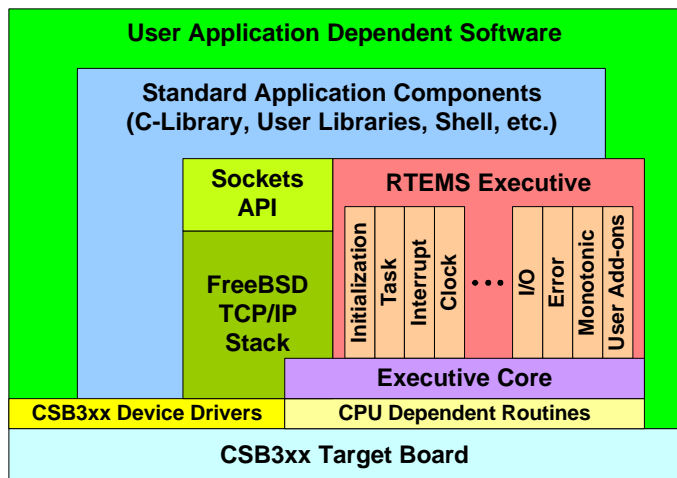 User Application Dependent Software
Standard Application Components
(C-Library, User Libraries, Shell, etc.)
Sockets
API
RTEMS Executive
FreeBSD
TCP/IP
Stack
Initialization
Task
Interrupt
Clock
• • •
I/O
Error
Monotonic
User Add-ons
Executive Core
CSB3xx Device Drivers
CPU Dependent Routines
CSB3xx Target Board